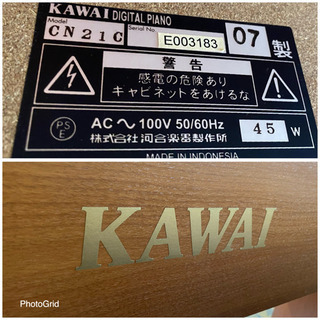 KAWAI DIGITAL PIANO
Model CN21C Serial No. E003183 07製
警告
感電の危険あり
キャビネットをあけるな
PSE AC〜100V 50/60Hz
株式会社 河合楽器製作所 45 W
MADE IN INDONESIA
KAWAI
PhotoGrid